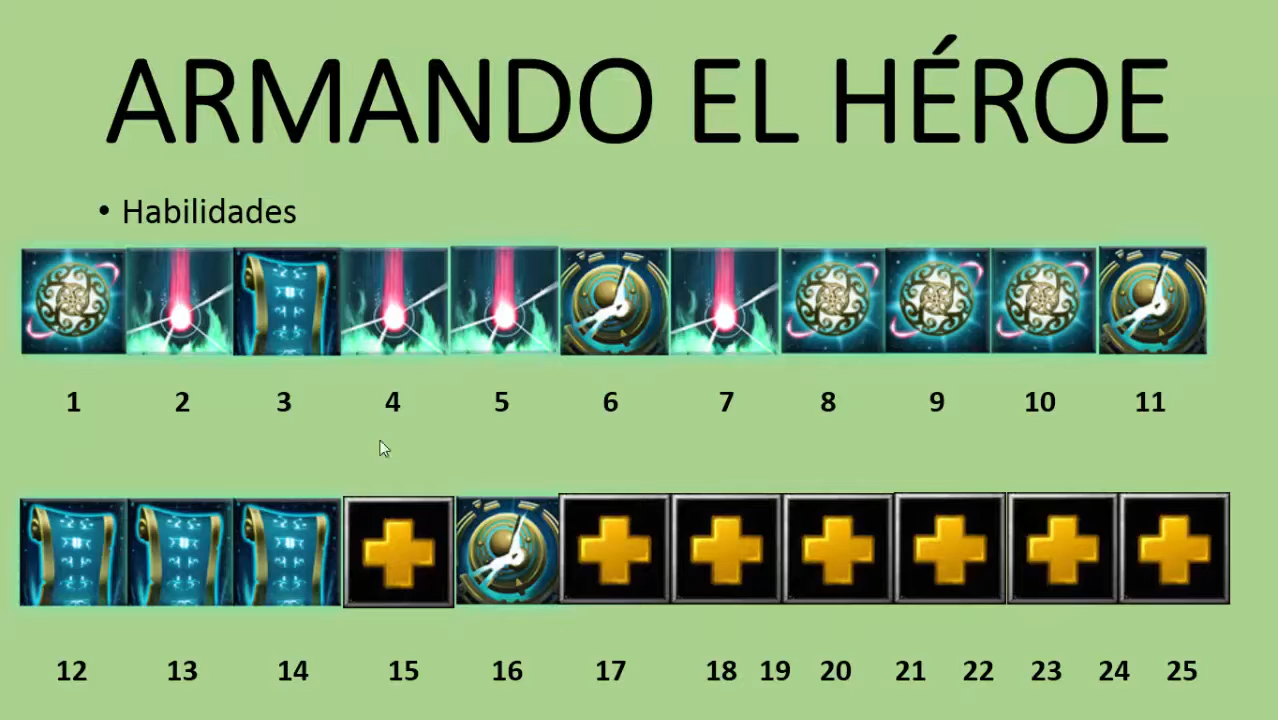 ARMANDO EL HÉROE
• Habilidades
1 2 3 4 5 6 7 8 9 10 11
12 13 14 15 16 17 18 19 20 21 22 23 24 25